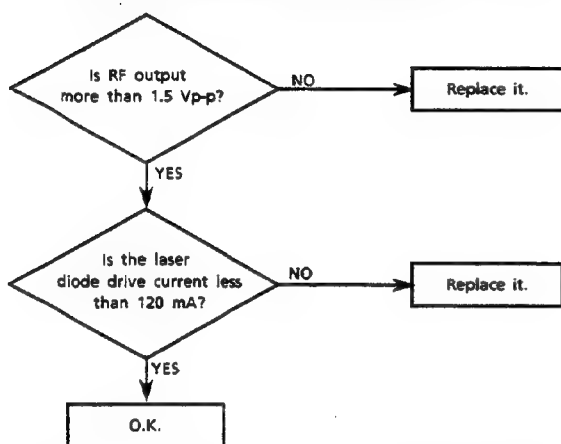 Is RF output
more than 1.5 Vp-p?
NO
Replace it.
YES
Is the laser
diode drive current less
than 120 mA?
NO
Replace it.
YES
O.K.